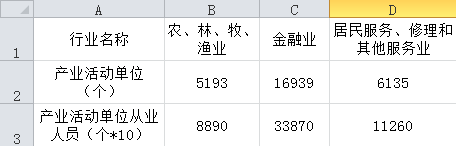 A B C D
1 行业名称 农、林、牧、渔业 金融业 居民服务、修理和其他服务业
2 产业活动单位（个） 5193 16939 6135
3 产业活动单位从业人员（个*10） 8890 33870 11260